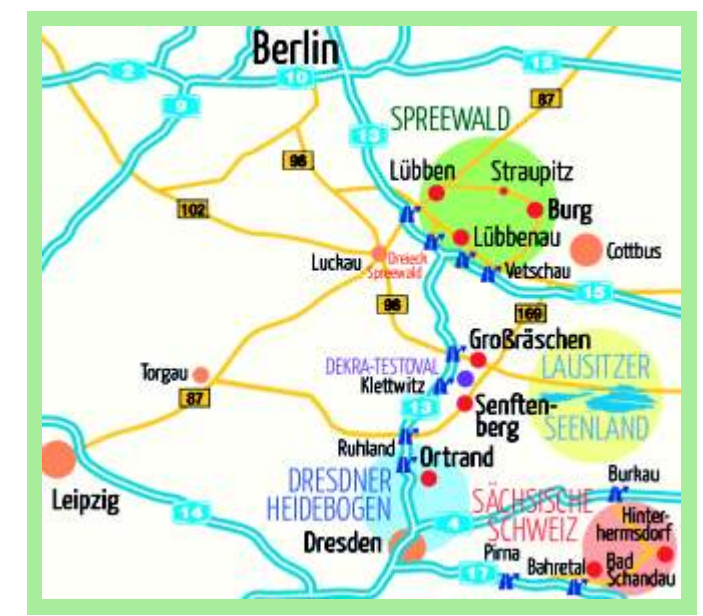 Berlin
2
10
12
9
87
13
SPREEWALD
96
Lübben
Straupitz
102
Burg
Lübbenau
Cottbus
Luckau
Dreieck
Spreewald
Vetschau
15
96
169
Großräschen
DEKRA-TESTOVAL
Klettwitz
LAUSITZER
SEENLAND
Torgau
87
13
Senften-
berg
Ruhland
Ortrand
Leipzig
DRESDNER
HEIDEBOGEN
SÄCHSISCHE
SCHWEIZ
Burkau
14
4
Hinter-
hermsdorf
Dresden
Pirna
17
Bahretal
Bad
Schandau